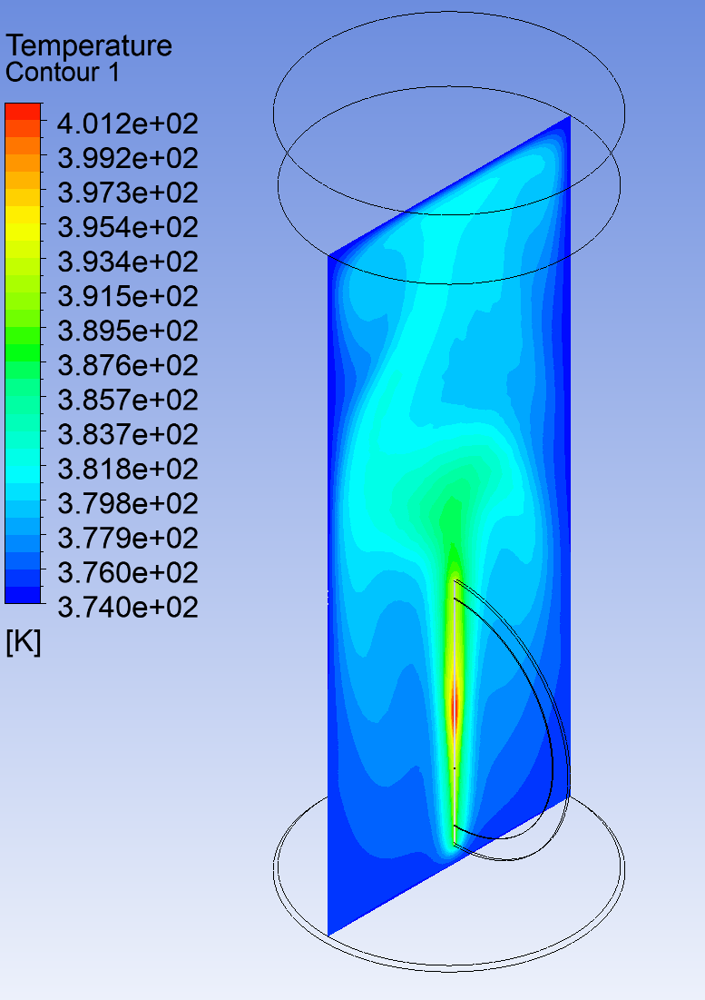 Temperature
Contour 1
4.012e+02
3.992e+02
3.973e+02
3.954e+02
3.934e+02
3.915e+02
3.895e+02
3.876e+02
3.857e+02
3.837e+02
3.818e+02
3.798e+02
3.779e+02
3.760e+02
3.740e+02
[K]